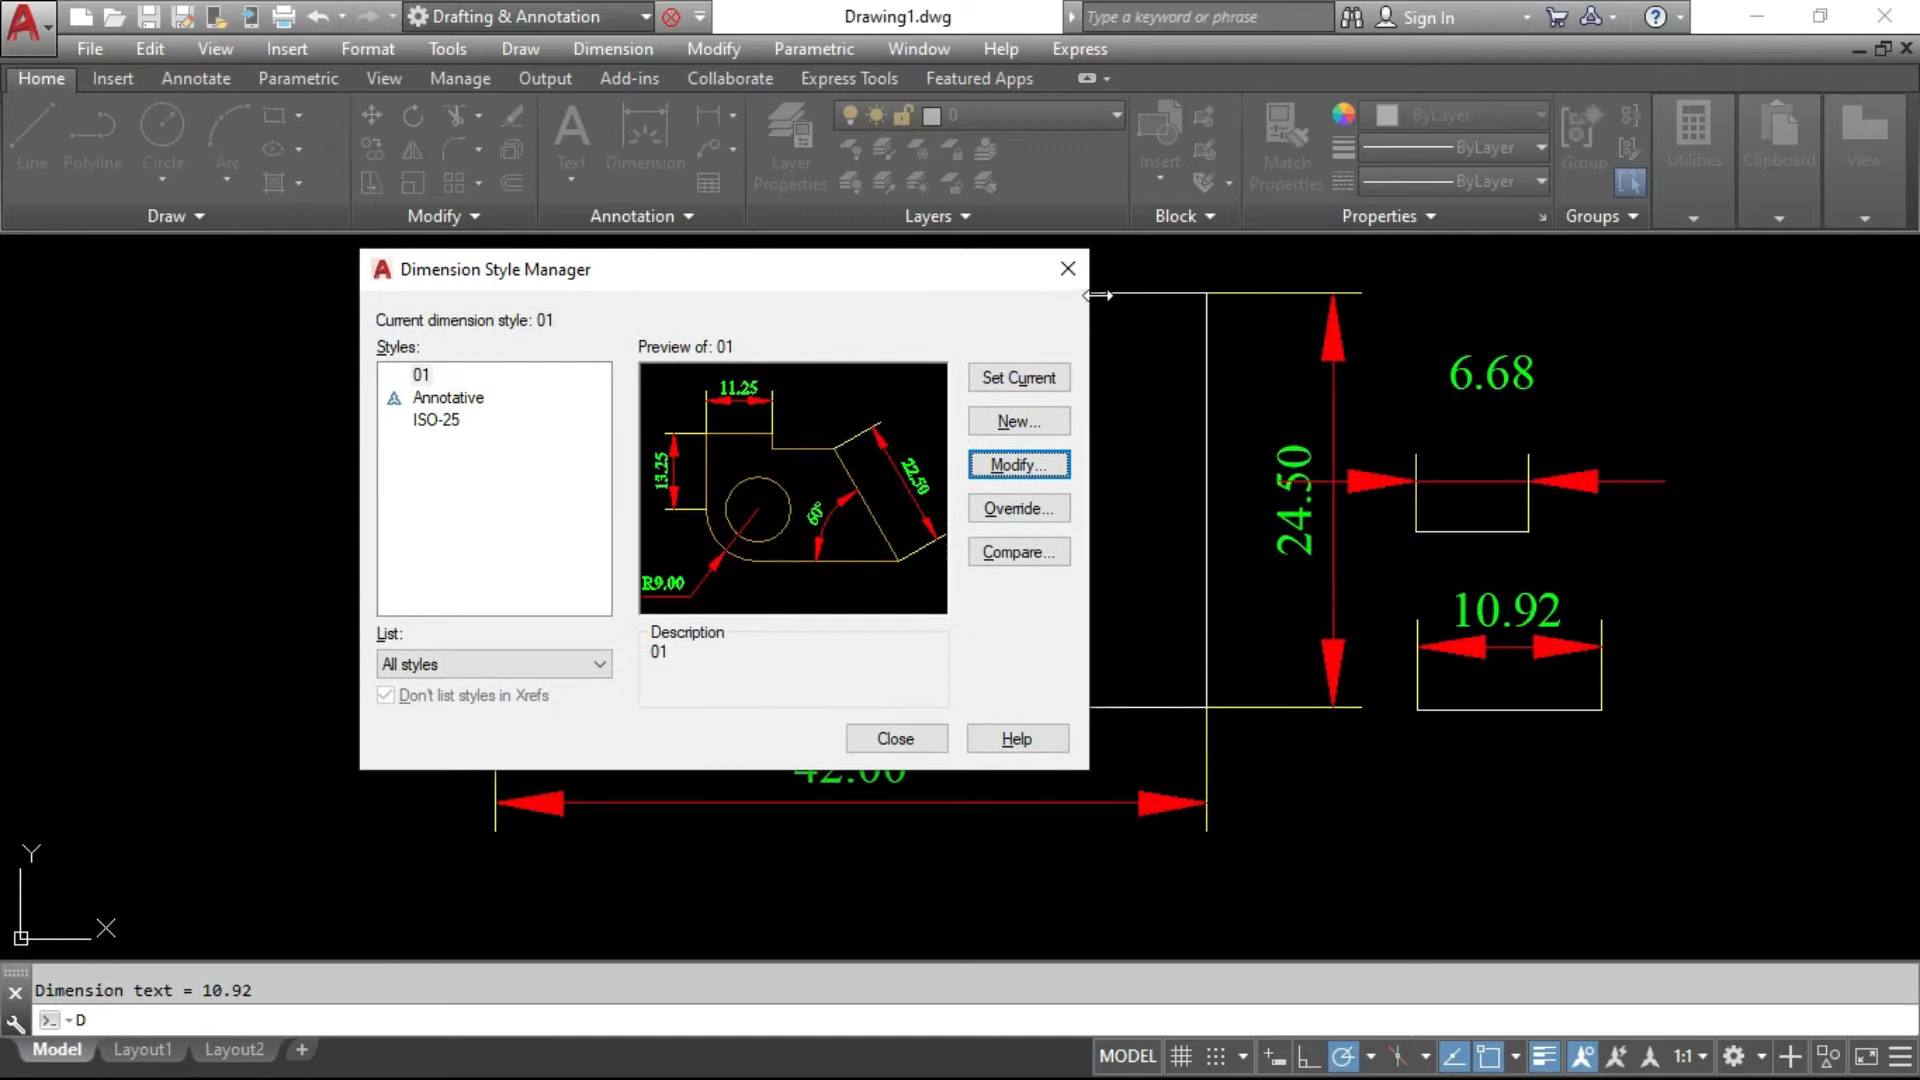 Drafting & Annotation
Drawing1.dwg
Type a keyword or phrase
Sign In
File Edit View Insert Format Tools Draw Dimension Modify Parametric Window Help Express
Home Insert Annotate Parametric View Manage Output Add-ins Collaborate Express Tools Featured Apps
0
ByLayer
ByLayer
ByLayer
Line Polyline Circle Arc
Text Dimension
Layer
Properties
Insert
Match
Properties
Group
Utilities
Clipboard
View
Draw Modify Annotation Layers Block Properties Groups
Dimension Style Manager
Current dimension style: 01
Styles:
Preview of: 01
01
Annotative
ISO-25
11.25
13.25
22.50
60°
R9.00
Set Current
New...
Modify...
Override...
Compare...
List:
All styles
Don't list styles in Xrefs
Description
01
Close
Help
6.68
24.50
10.92
42.00
Y
X
Dimension text = 10.92
D
Model Layout1 Layout2 +
MODEL
1:1